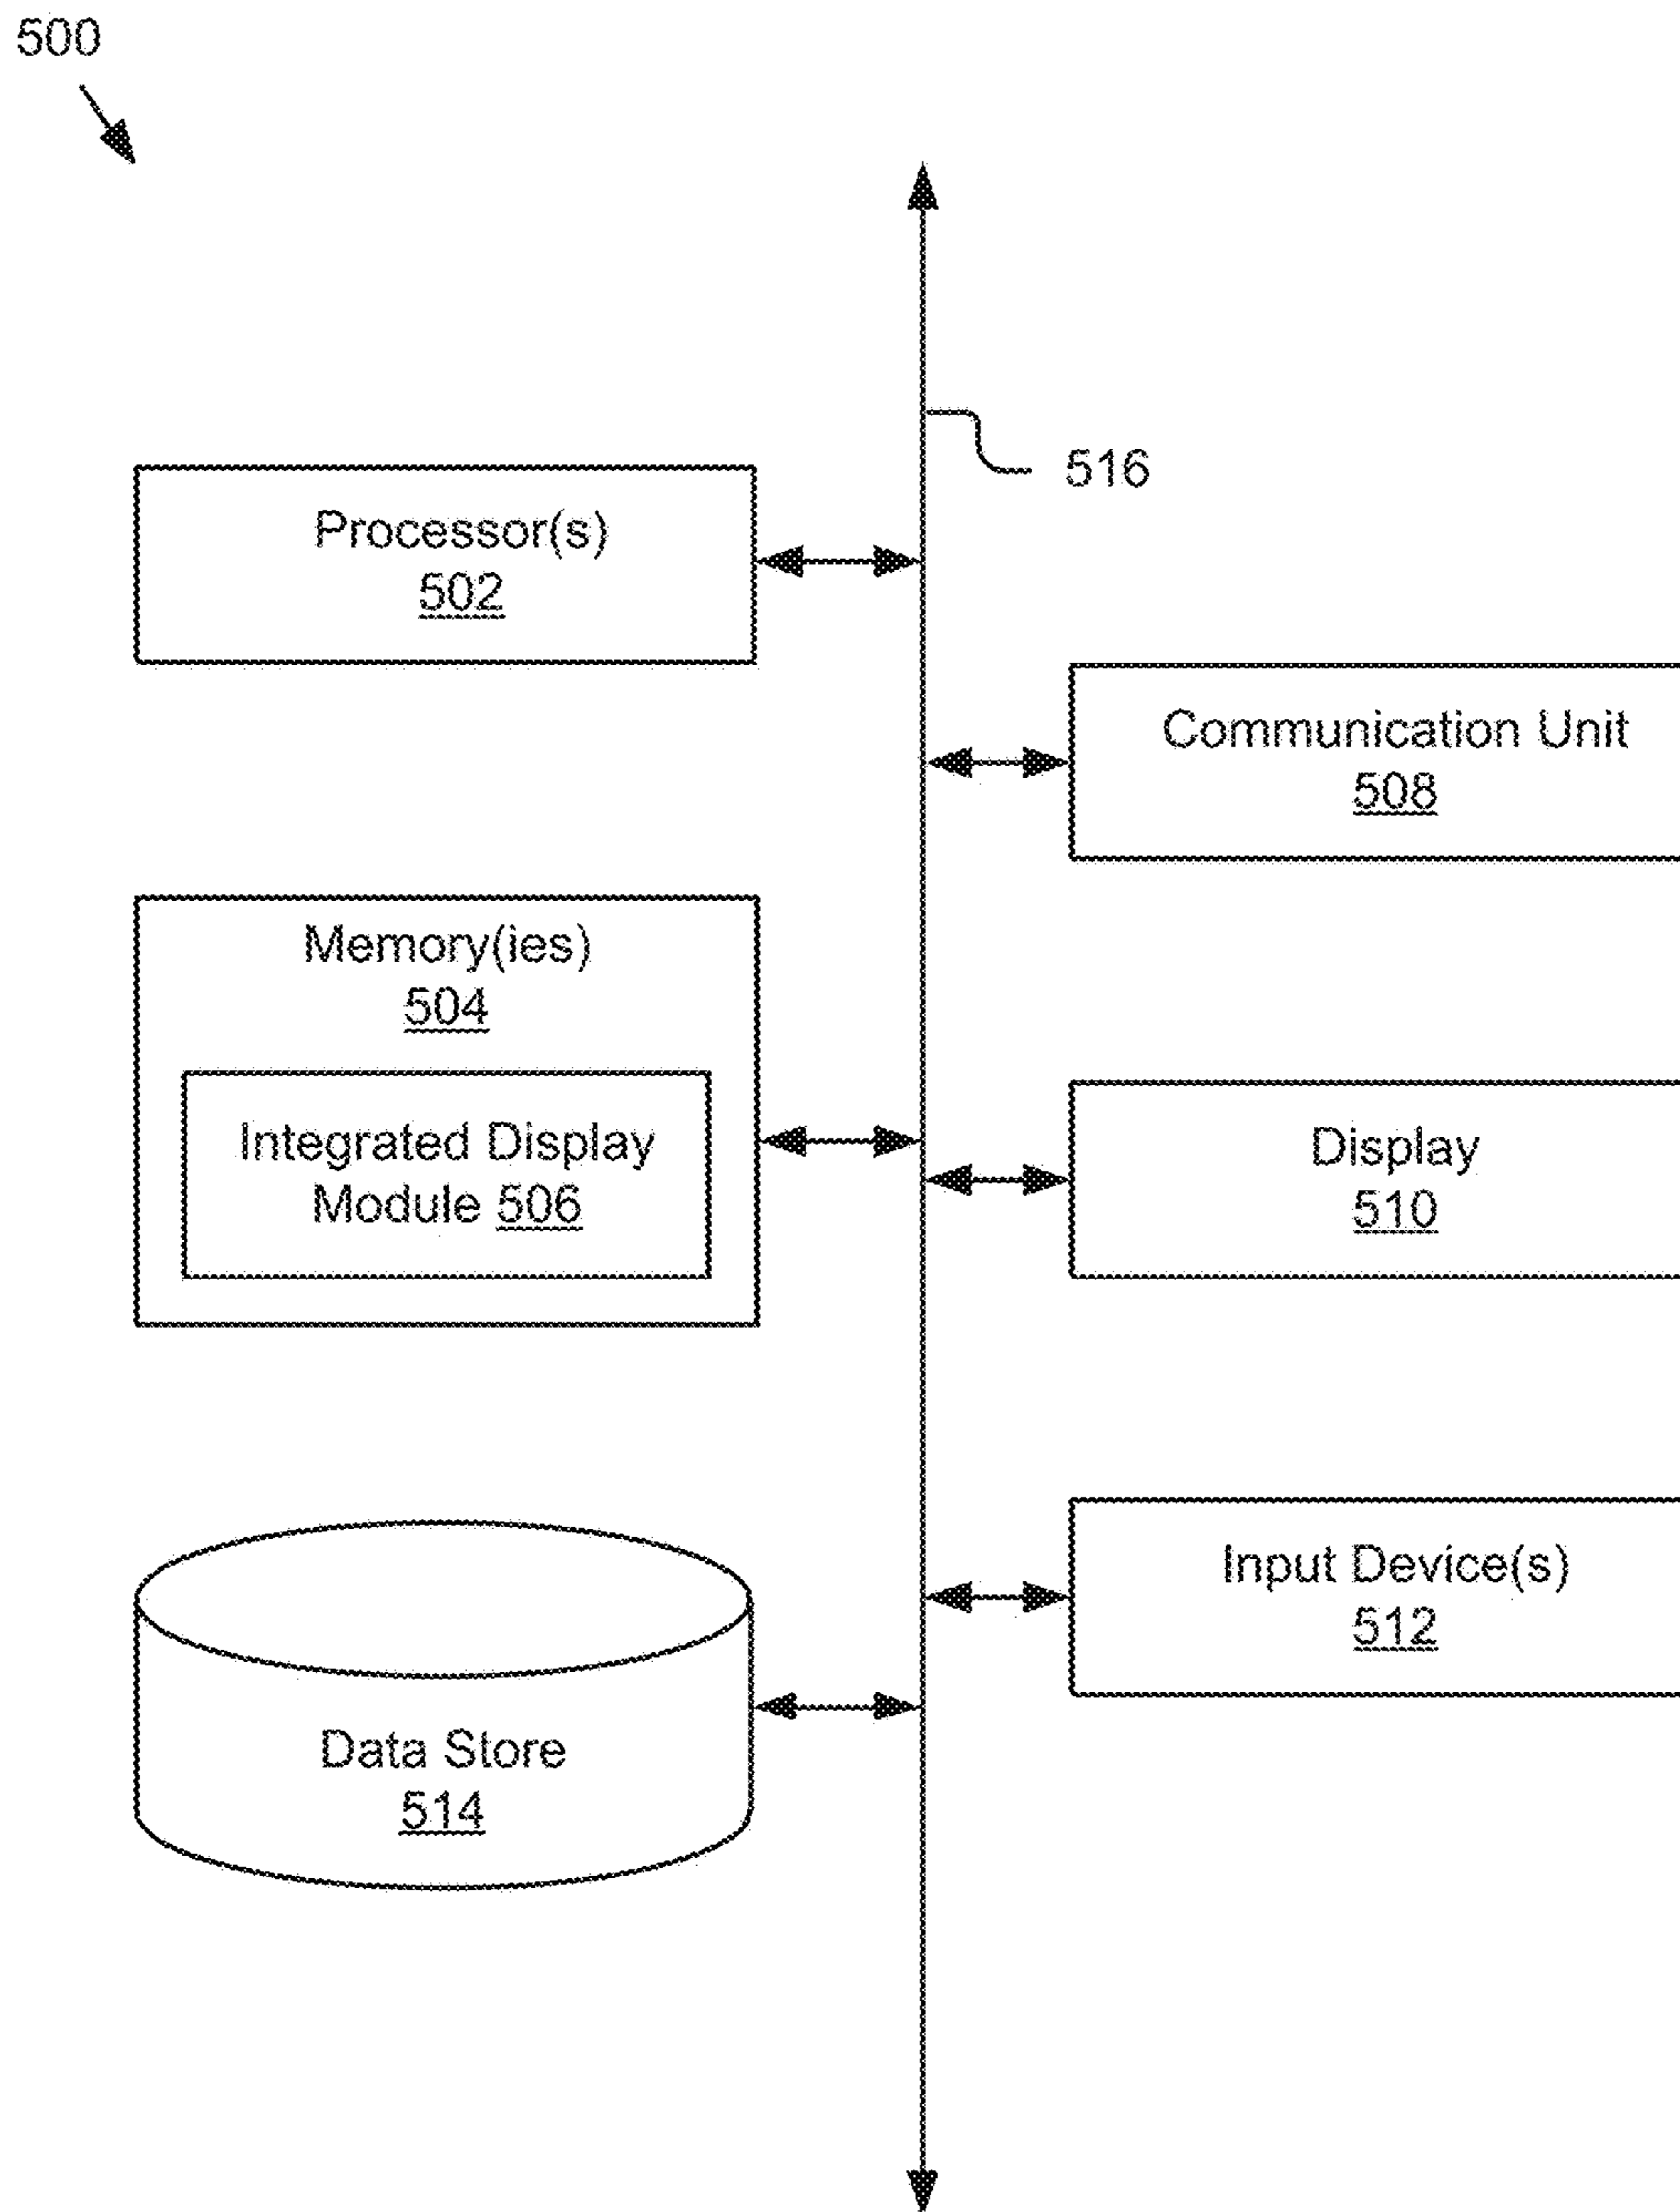 500
516
Processor(s)
502
Communication Unit
508
Memory(ies)
504
Integrated Display
Module 506
Display
510
Input Device(s)
512
Data Store
514